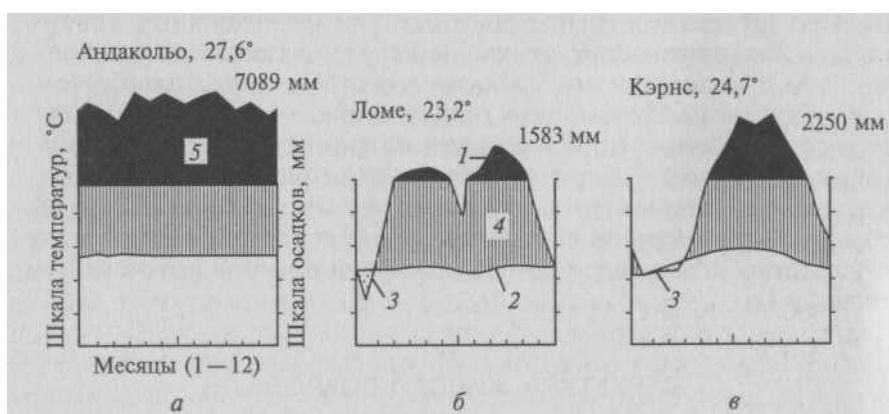 Андакольо, 27,6°
7089 мм
Шкала температур, °С
5
Месяцы (1—12)
а
Шкала осадков, мм
Ломе, 23,2°
1583 мм
1
4
3
2
б
Кэрнс, 24,7°
2250 мм
3
в